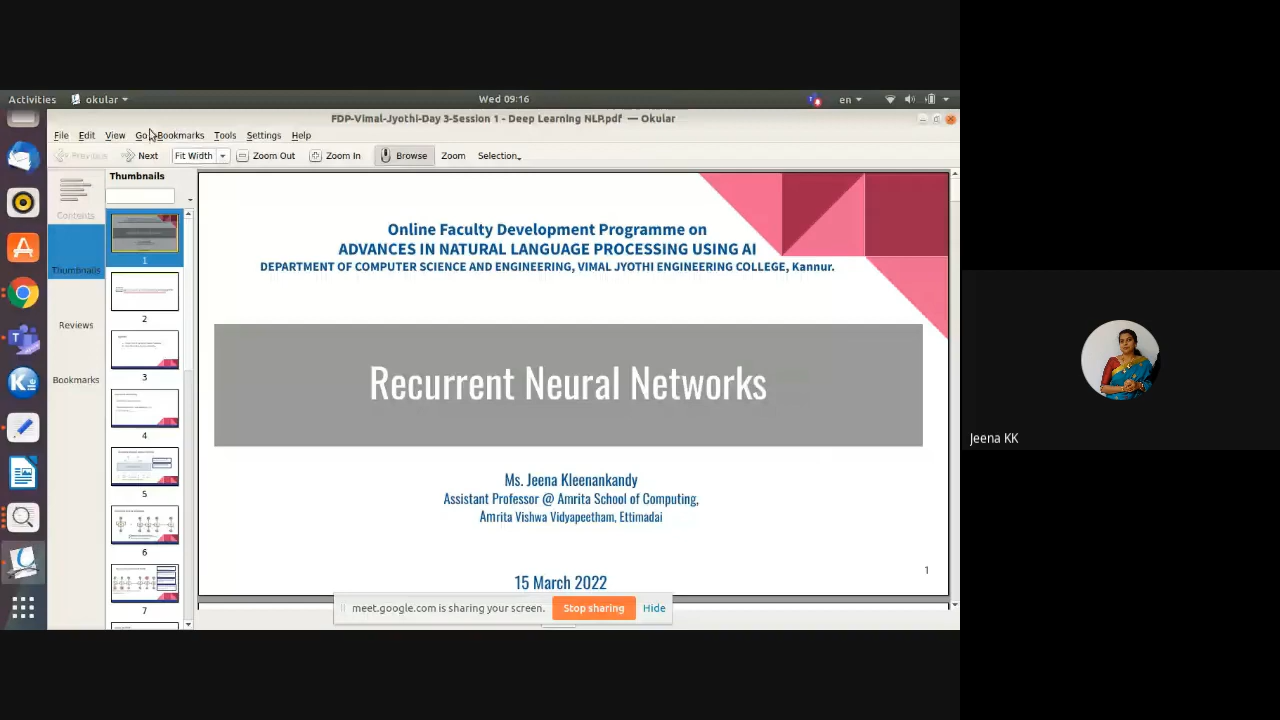 Activities okular Wed 09:16 en
FDP-Vimal-Jyothi-Day 3-Session 1 - Deep Learning NLP.pdf — Okular
File Edit View Go Bookmarks Tools Settings Help
Previous Next Fit Width Zoom Out Zoom In Browse Zoom Selection
Contents
Thumbnails
Reviews
Bookmarks
Thumbnails
1
2
3
4
5
6
7
Online Faculty Development Programme on
ADVANCES IN NATURAL LANGUAGE PROCESSING USING AI
DEPARTMENT OF COMPUTER SCIENCE AND ENGINEERING, VIMAL JYOTHI ENGINEERING COLLEGE, Kannur.
Recurrent Neural Networks
Ms. Jeena Kleenankandy
Assistant Professor @ Amrita School of Computing,
Amrita Vishwa Vidyapeetham, Ettimadai
15 March 2022
1
meet.google.com is sharing your screen. Stop sharing Hide
Jeena KK